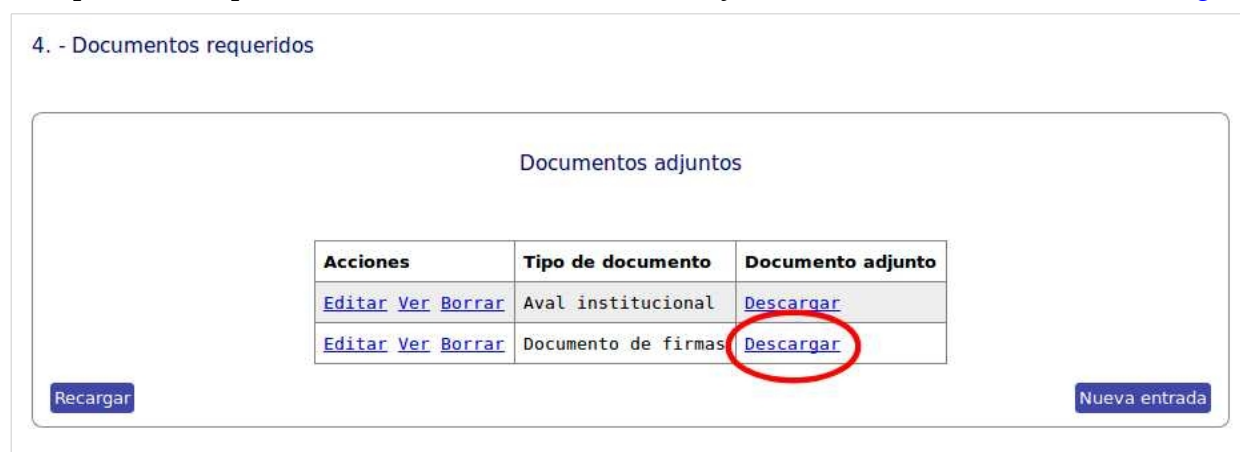 4. - Documentos requeridos
Documentos adjuntos
Acciones Tipo de documento Documento adjunto
Editar Ver Borrar Aval institucional Descargar
Editar Ver Borrar Documento de firmas Descargar
Recargar Nueva entrada